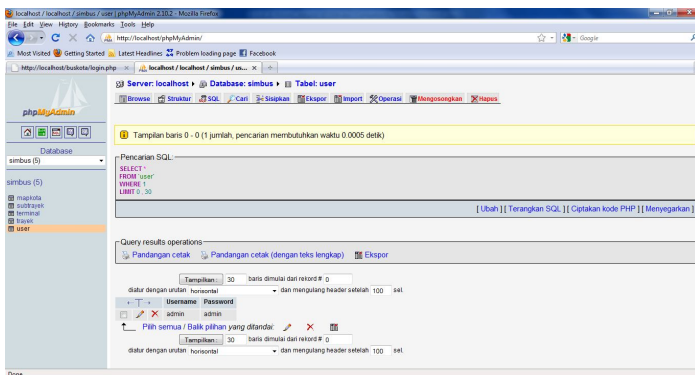 localhost / localhost / simbus / user | phpMyAdmin 2.10.2 - Mozilla Firefox
File Edit View History Bookmarks Tools Help
http://localhost/phpMyAdmin/
Google
Most Visited Getting Started Latest Headlines Problem loading page Facebook
http://localhost/buskota/login.php
localhost / localhost / simbus / us...
phpMyAdmin
Database
simbus (5)
simbus (5)
mapkota
subtrayek
terminal
trayek
user
Server: localhost Database: simbus Tabel: user
Browse Struktur SQL Cari Sisipkan Ekspor Import Operasi Mengosongkan Hapus
Tampilan baris 0 - 0 (1 jumlah, pencarian membutuhkan waktu 0.0005 detik)
Pencarian SQL:
SELECT *
FROM `user`
WHERE 1
LIMIT 0 , 30
[ Ubah ] [ Terangkan SQL ] [ Ciptakan kode PHP ] [ Menyegarkan ]
Query results operations
Pandangan cetak Pandangan cetak (dengan teks lengkap) Ekspor
Tampilkan : 30 baris dimulai dari rekord # 0
diatur dengan urutan horisontal dan mengulang header setelah 100 sel.
Username Password
admin admin
Pilih semua / Balik pilihan yang ditandai:
Tampilkan : 30 baris dimulai dari rekord # 0
diatur dengan urutan horisontal dan mengulang header setelah 100 sel.
Done